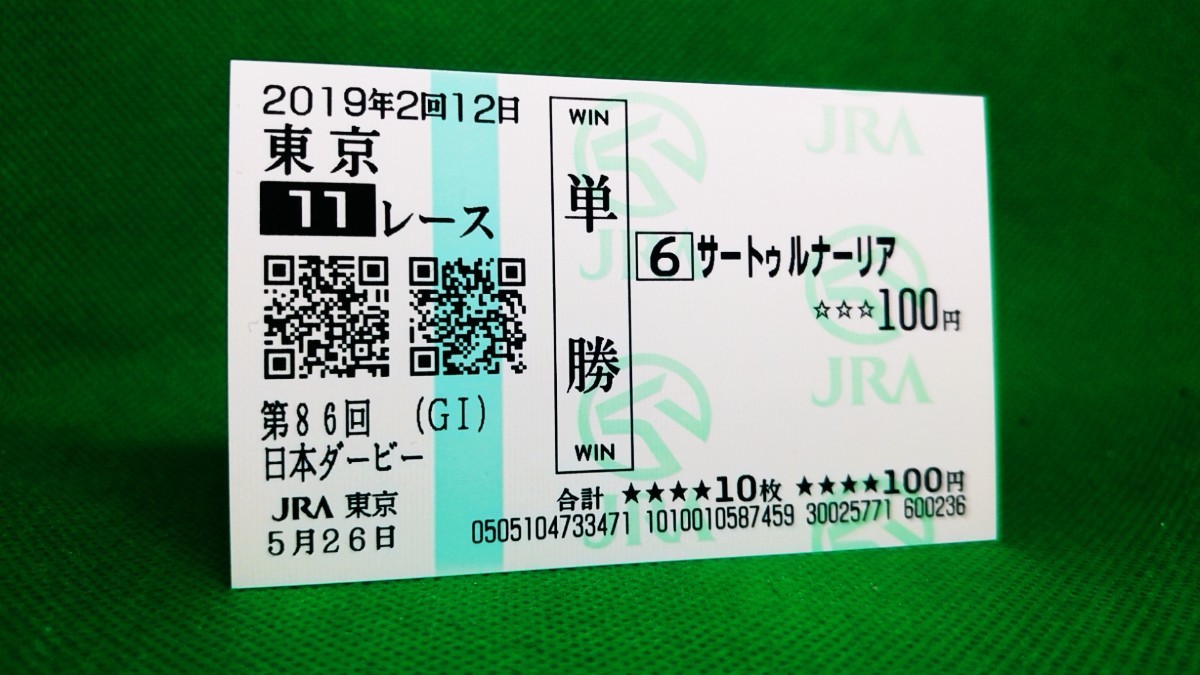 2019年2回12日
東京
11レース
第86回 (GI)
日本ダービー
JRA 東京
5月26日
WIN
単勝
WIN
6 サートゥルナーリア
☆☆☆100円
合計 ★★★★10枚 ★★★★100円
0505104733471 1010010587459 30025771 600236
JRA
JRA
JRA
JRA